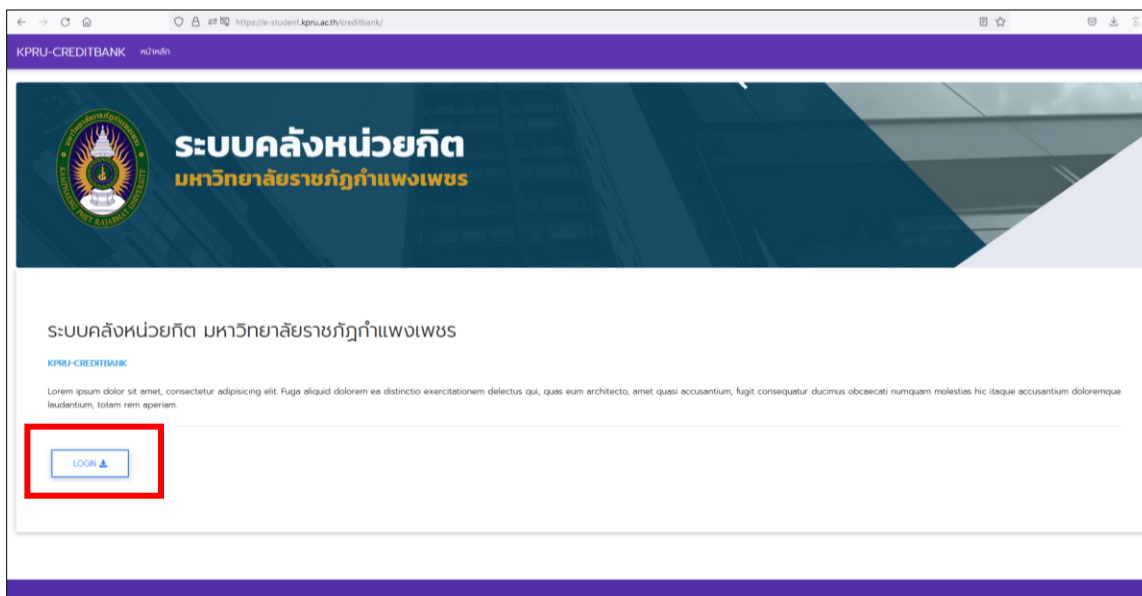 https://e-student.kpru.ac.th/creditbank/
KPRU-CREDITBANK หน้าหลัก
ระบบคลังหน่วยกิต
มหาวิทยาลัยราชภัฏกำแพงเพชร
KAMPHAENG PHET RAJABHAT UNIVERSITY
ระบบคลังหน่วยกิต มหาวิทยาลัยราชภัฏกำแพงเพชร
KPRU-CREDITBANK
Lorem ipsum dolor sit amet, consectetur adipisicing elit. Fuga aliquid dolorem ea distinctio exercitationem delectus qui, quas eum architecto, amet quasi accusantium, fugit consequatur ducimus obcaecati numquam molestias hic itaque accusantium doloremque
laudantium, totam rem aperiam.
LOGIN